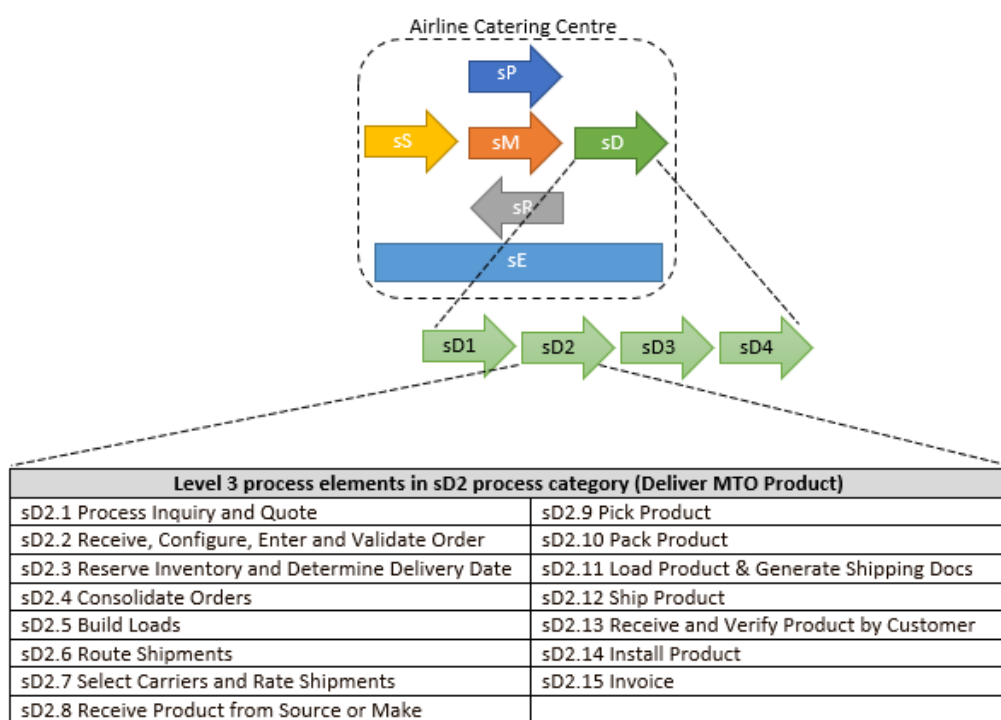 Airline Catering Centre
sP
sS
sM
sD
sR
sE
sD1
sD2
sD3
sD4
Level 3 process elements in sD2 process category (Deliver MTO Product)
sD2.1 Process Inquiry and Quote
sD2.9 Pick Product
sD2.2 Receive, Configure, Enter and Validate Order
sD2.10 Pack Product
sD2.3 Reserve Inventory and Determine Delivery Date
sD2.11 Load Product & Generate Shipping Docs
sD2.4 Consolidate Orders
sD2.12 Ship Product
sD2.5 Build Loads
sD2.13 Receive and Verify Product by Customer
sD2.6 Route Shipments
sD2.14 Install Product
sD2.7 Select Carriers and Rate Shipments
sD2.15 Invoice
sD2.8 Receive Product from Source or Make